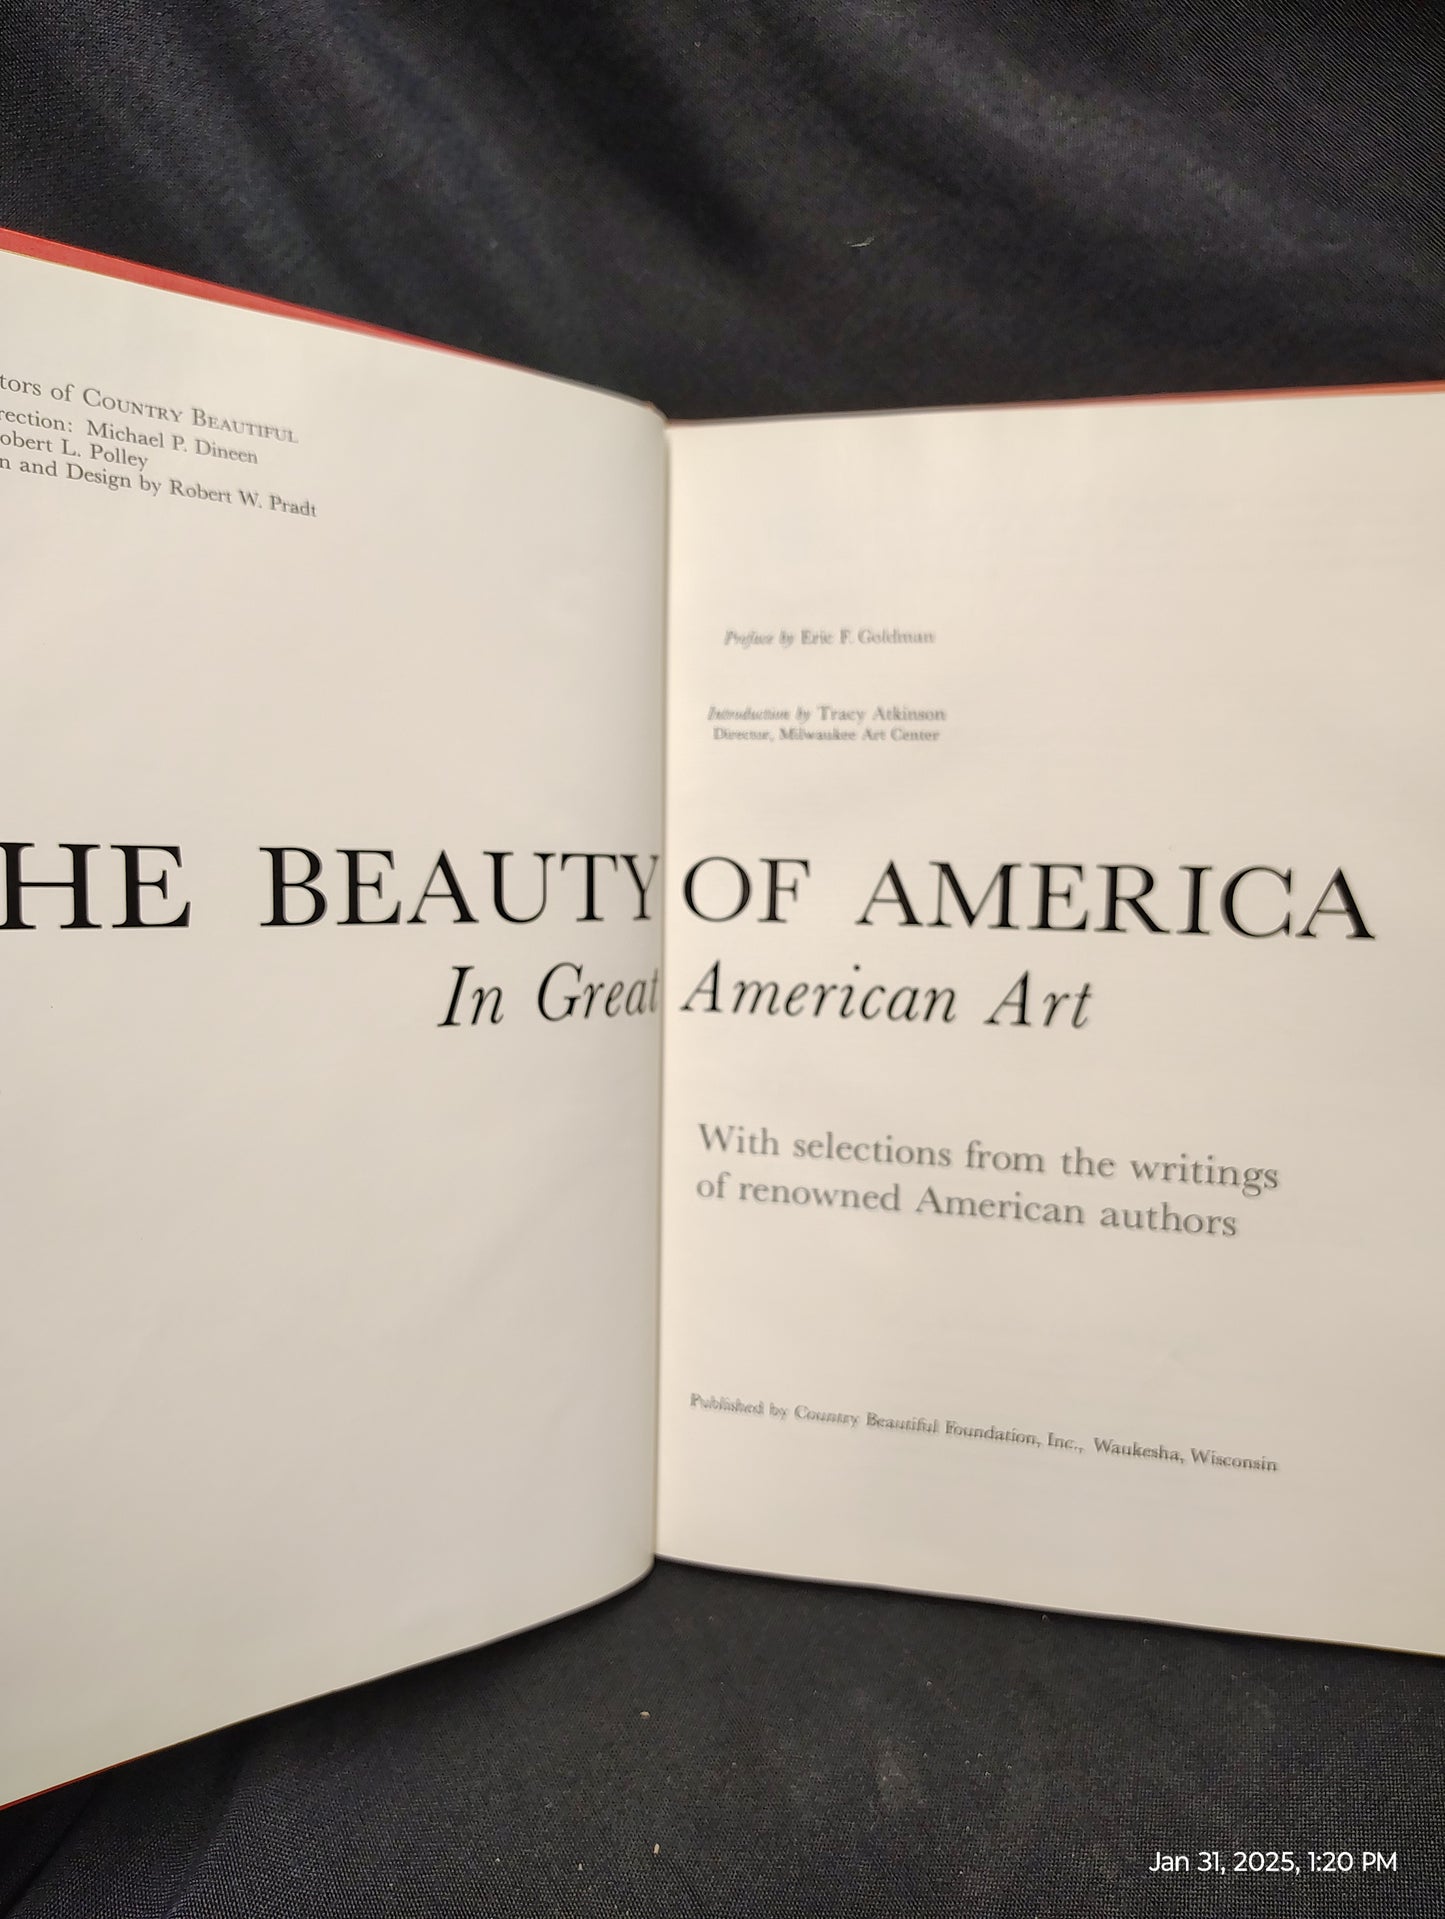 tors of COUNTRY BEAUTIFUL
rection: Michael P. Dineen
obert L. Polley
n and Design by Robert W. Pradt
Preface by Eric F. Goldman
Introduction by Tracy Atkinson
Director, Milwaukee Art Center
HE BEAUTY OF AMERICA
In Great American Art
With selections from the writings
of renowned American authors
Published by Country Beautiful Foundation, Inc., Waukesha, Wisconsin
Jan 31, 2025, 1:20 PM